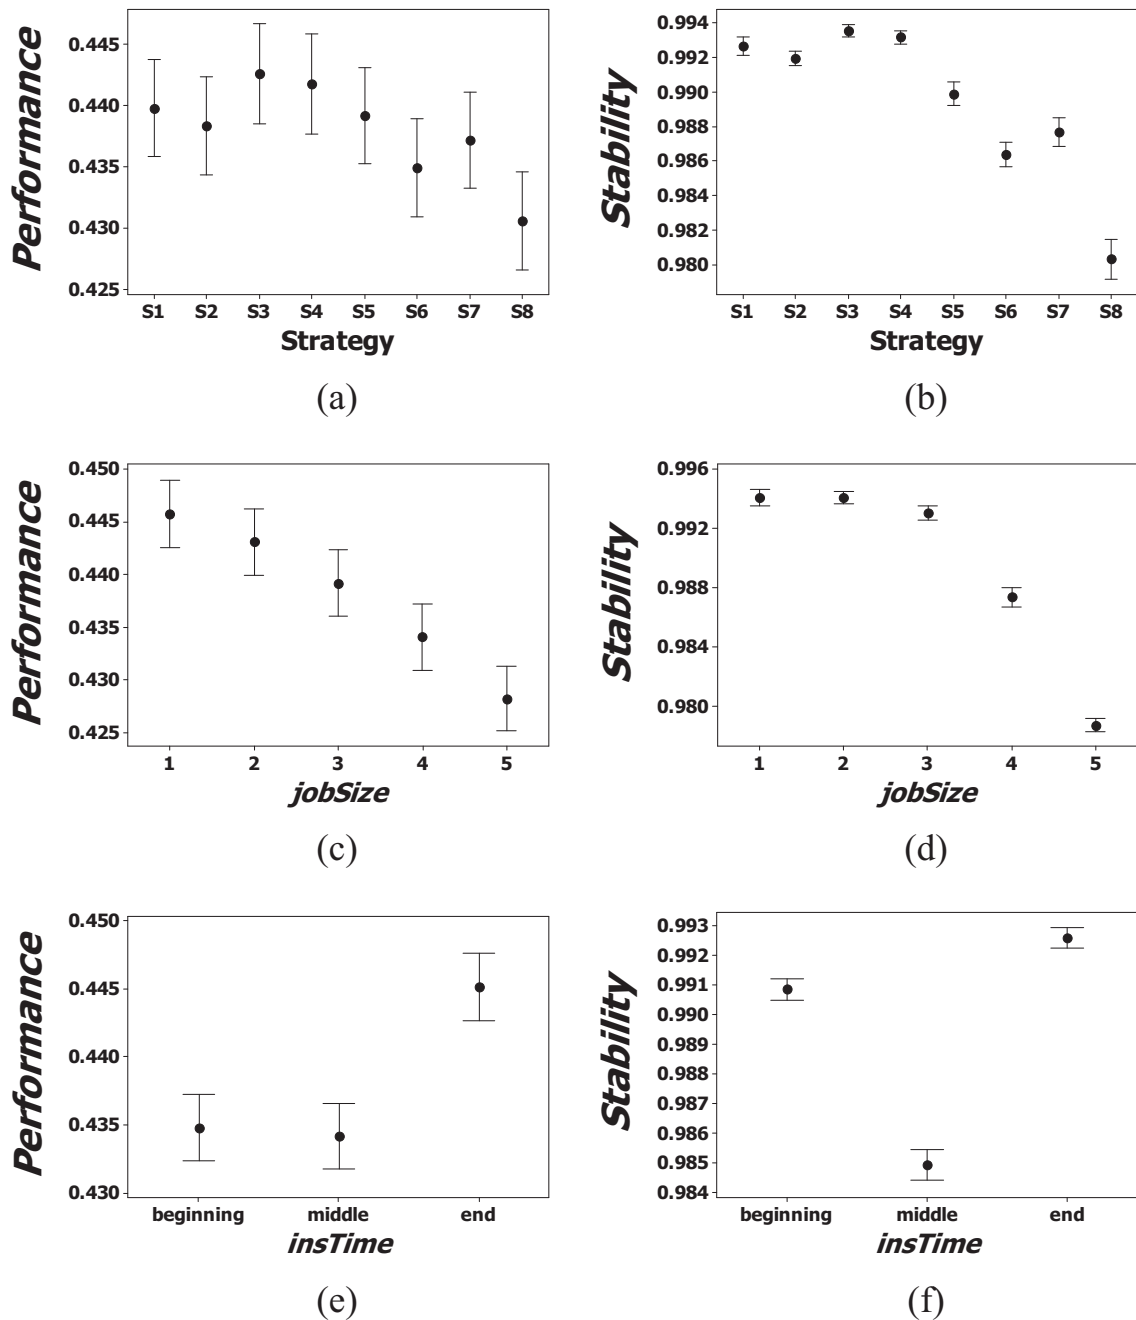 Performance
0.445
0.440
0.435
0.430
0.425
S1 S2 S3 S4 S5 S6 S7 S8
Strategy
(a)
Stability
0.994
0.992
0.990
0.988
0.986
0.984
0.982
0.980
S1 S2 S3 S4 S5 S6 S7 S8
Strategy
(b)
Performance
0.450
0.445
0.440
0.435
0.430
0.425
1 2 3 4 5
jobSize
(c)
Stability
0.996
0.992
0.988
0.984
0.980
1 2 3 4 5
jobSize
(d)
Performance
0.450
0.445
0.440
0.435
0.430
beginning middle end
insTime
(e)
Stability
0.993
0.992
0.991
0.990
0.989
0.988
0.987
0.986
0.985
0.984
beginning middle end
insTime
(f)